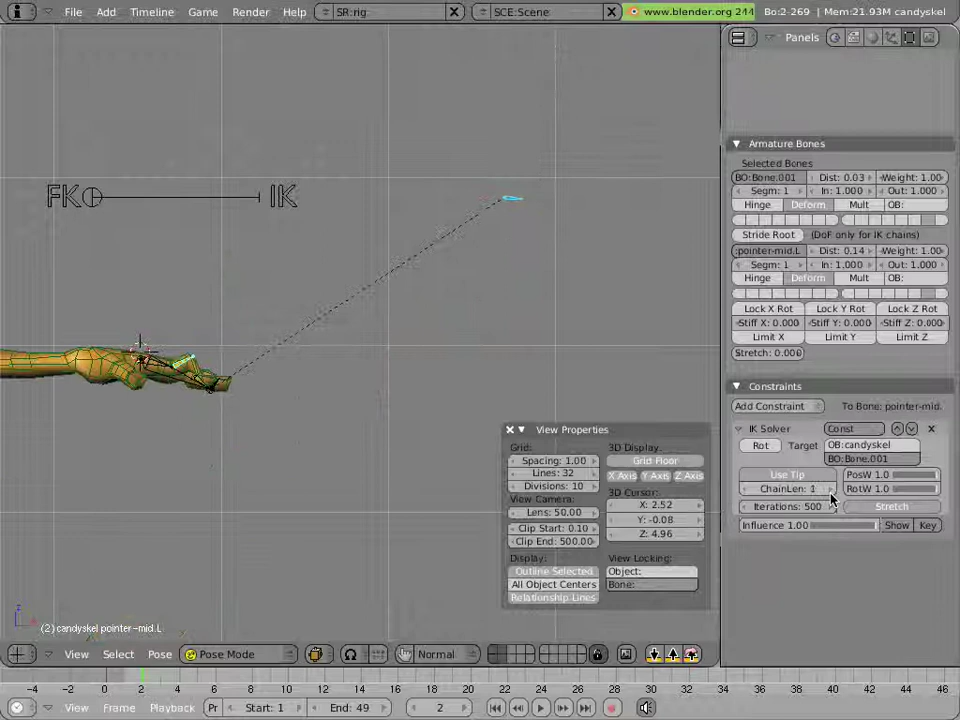 File Add Timeline Game Render Help SR:rig SCE:Scene www.blender.org 244 Bo:2-269 | Mem:21.93M candyskel
Panels
FK IK
Armature Bones
Selected Bones
BO:Bone.001 Dist: 0.03 Weight: 1.00
Segm: 1 In: 1.000 Out: 1.000
Hinge Deform Mult OB:
Stride Root (DoF only for IK chains)
:pointer-mid.L Dist: 0.14 Weight: 1.00
Segm: 1 In: 1.000 Out: 1.000
Hinge Deform Mult OB:
Lock X Rot Lock Y Rot Lock Z Rot
Stiff X: 0.000 Stiff Y: 0.000 Stiff Z: 0.000
Limit X Limit Y Limit Z
Stretch: 0.000
Constraints
Add Constraint To Bone: pointer-mid.
IK Solver Const
Rot Target OB:candyskel
BO:Bone.001
Use Tip PosW 1.0
ChainLen: 1 RotW 1.0
Iterations: 500 Stretch
Influence 1.00 Show Key
View Properties
Grid: 3D Display:
Spacing: 1.00 Grid Floor
Lines: 32 X Axis Y Axis Z Axis
Divisions: 10
View Camera: 3D Cursor:
Lens: 50.00 X: 2.52
Clip Start: 0.10 Y: -0.08
Clip End: 500.00 Z: 4.96
Display: View Locking:
Outline Selected Object:
All Object Centers Bone:
Relationship Lines
z
x
(2) candyskel pointer-mid.L
View Select Pose Pose Mode Normal
-4 -2 0 2 4 6 8 10 12 14 16 18 20 22 24 26 28 30 32 34 36 38 40 42 44 46
View Frame Playback Pr Start: 1 End: 49 2